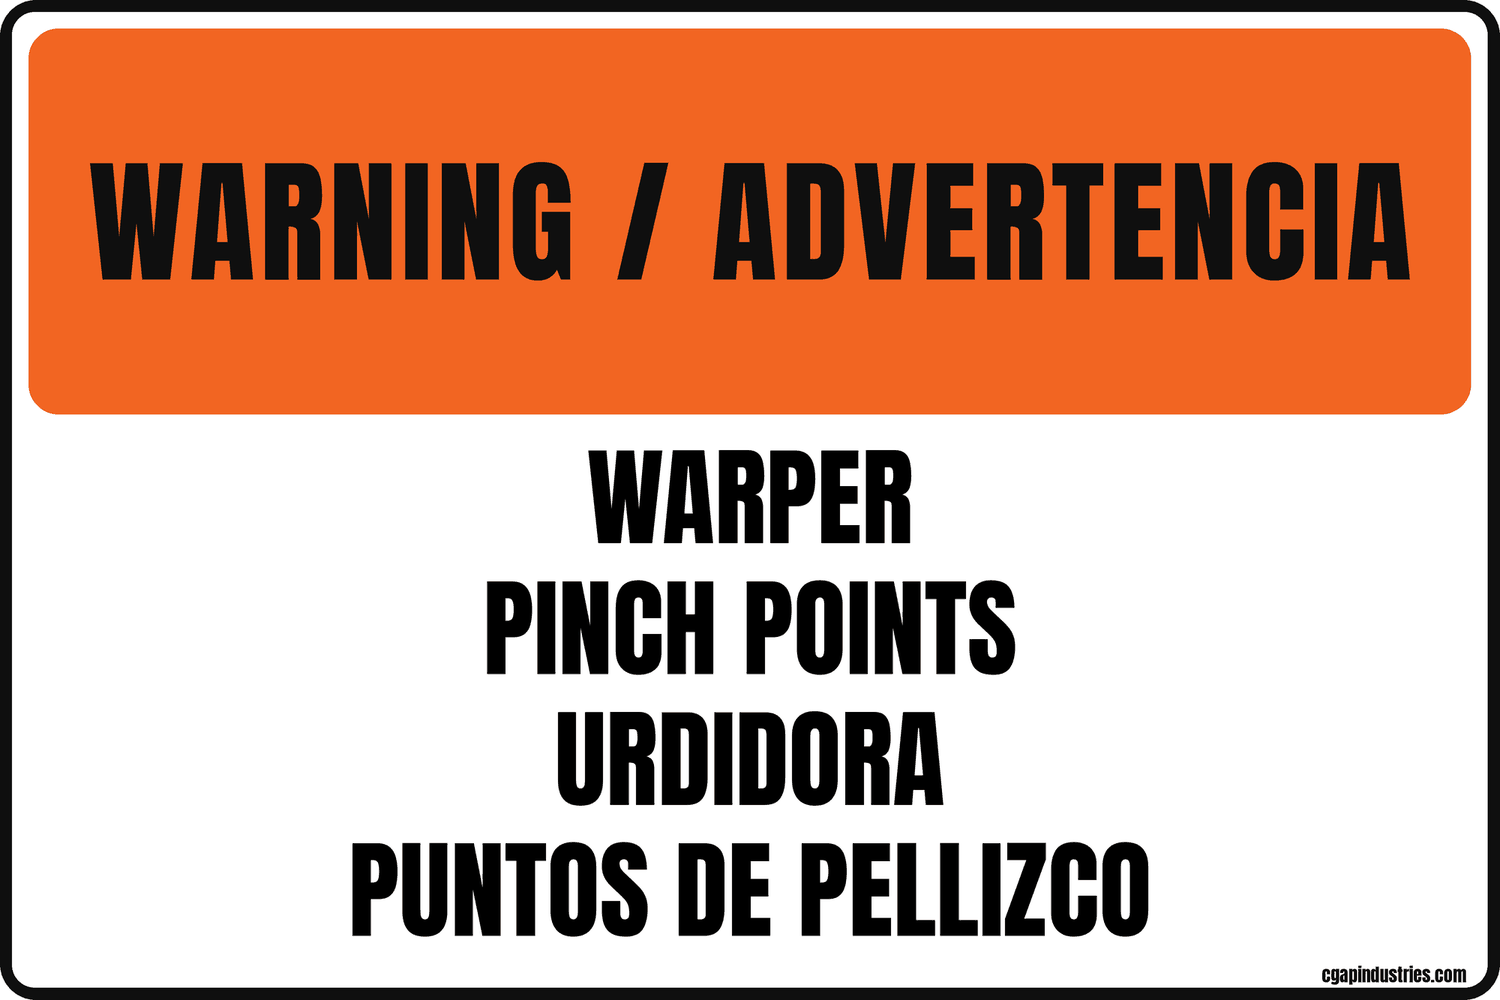 WARNING / ADVERTENCIA
WARPER
PINCH POINTS
URDIDORA
PUNTOS DE PELLIZCO
cgapindustries.com